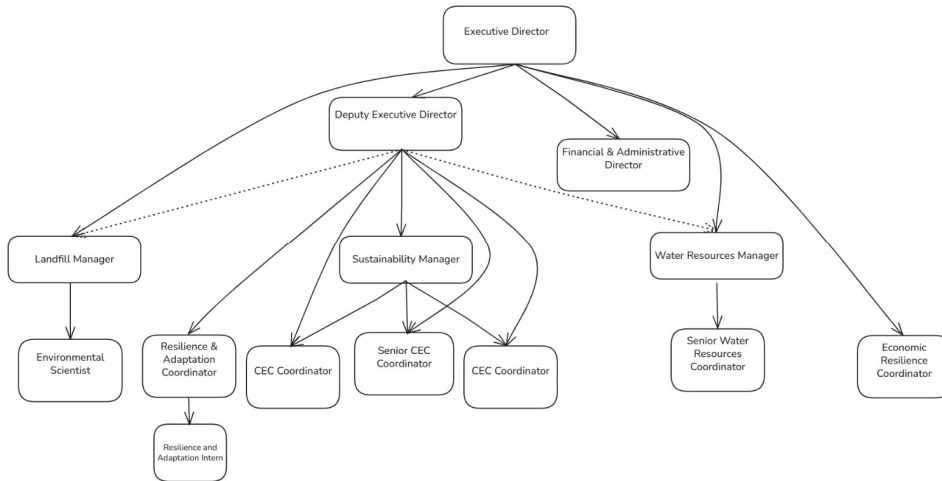 Executive Director
Deputy Executive Director
Financial & Administrative
Director
Landfill Manager
Sustainability Manager
Water Resources Manager
Environmental
Scientist
Resilience &
Adaptation
Coordinator
CEC Coordinator
Senior CEC
Coordinator
CEC Coordinator
Senior Water
Resources
Coordinator
Economic
Resilience
Coordinator
Resilience and
Adaptation Intern